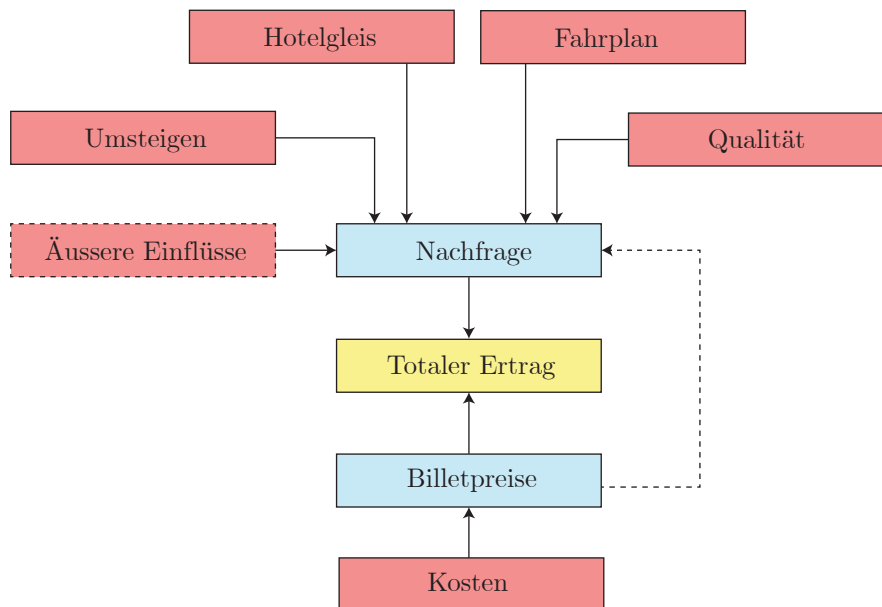 Hotelgleis
Fahrplan
Umsteigen
Qualität
Äussere Einflüsse
Nachfrage
Totaler Ertrag
Billetpreise
Kosten